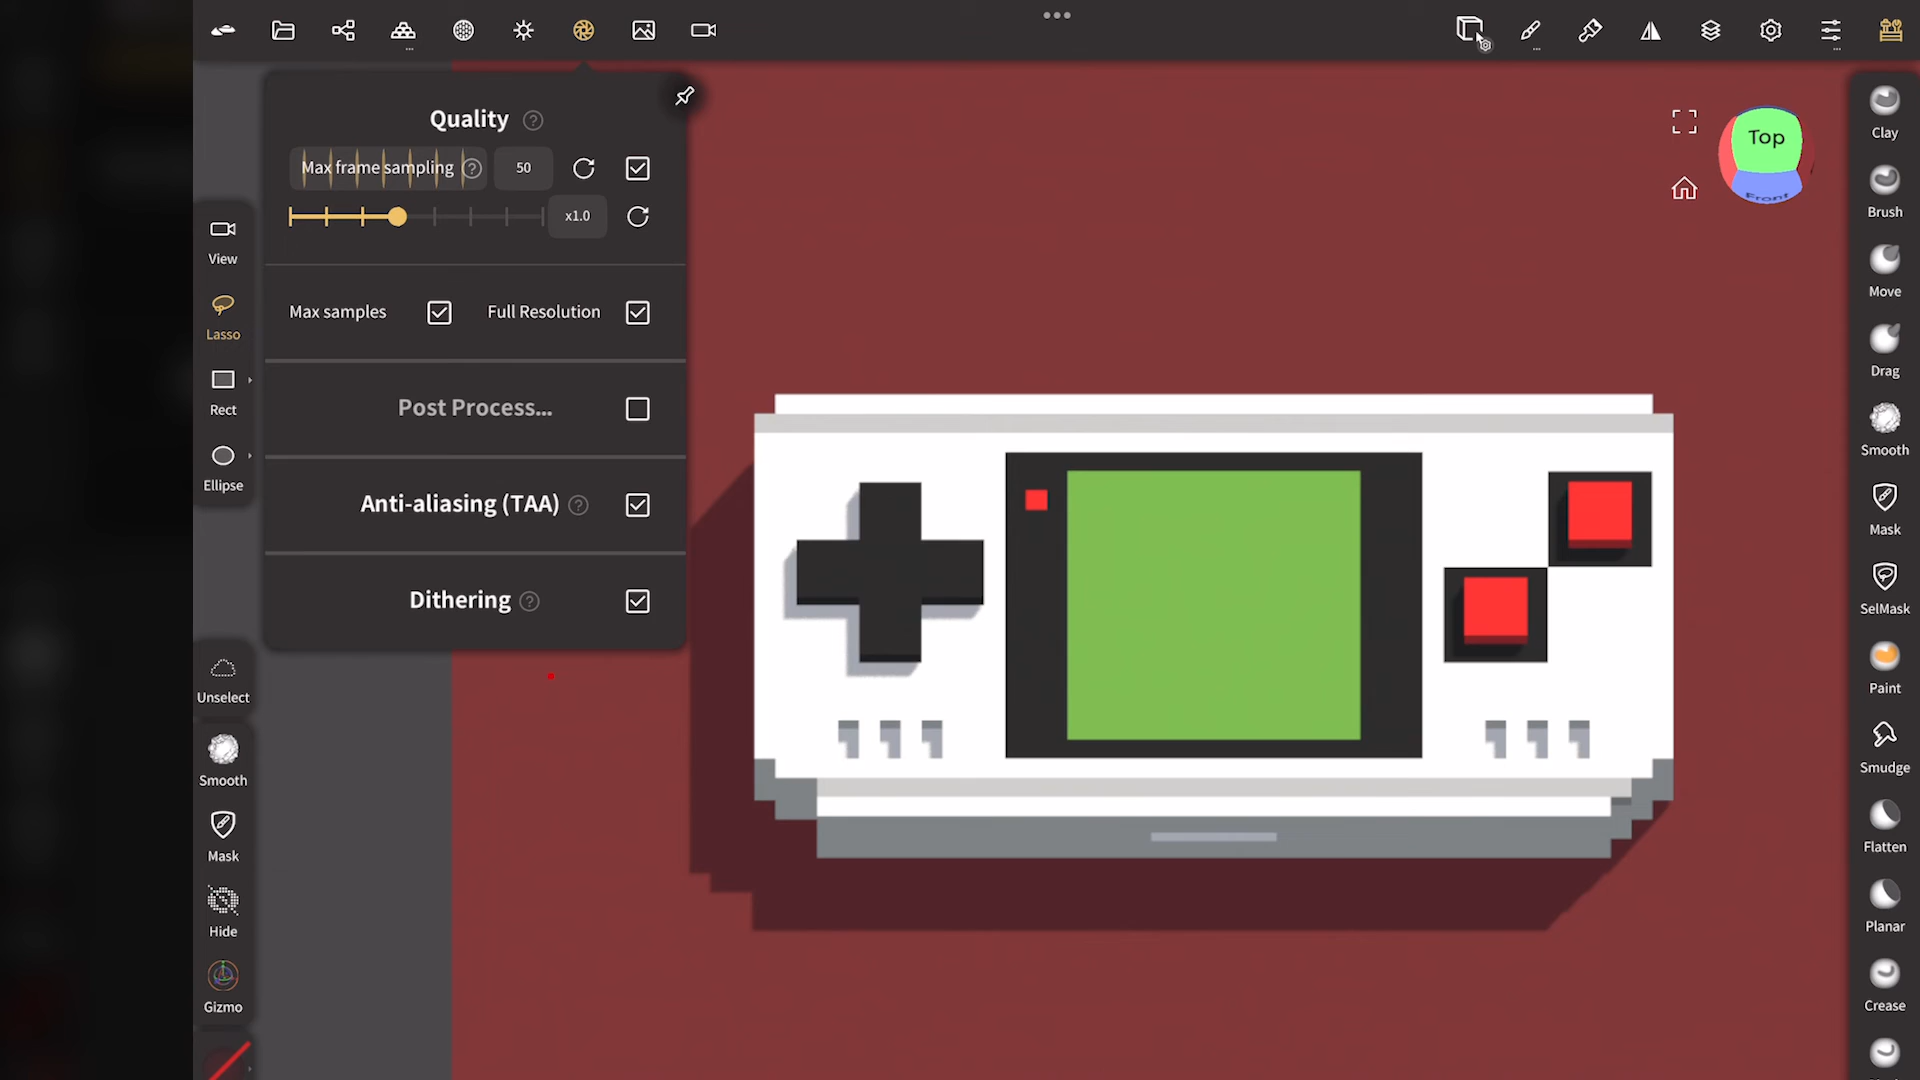 Quality
Max frame sampling 50
x1.0
Max samples Full Resolution
Post Process...
Anti-aliasing (TAA)
Dithering
View
Lasso
Rect
Ellipse
Unselect
Smooth
Mask
Hide
Gizmo
Top
Front
Clay
Brush
Move
Drag
Smooth
Mask
SelMask
Paint
Smudge
Flatten
Planar
Crease